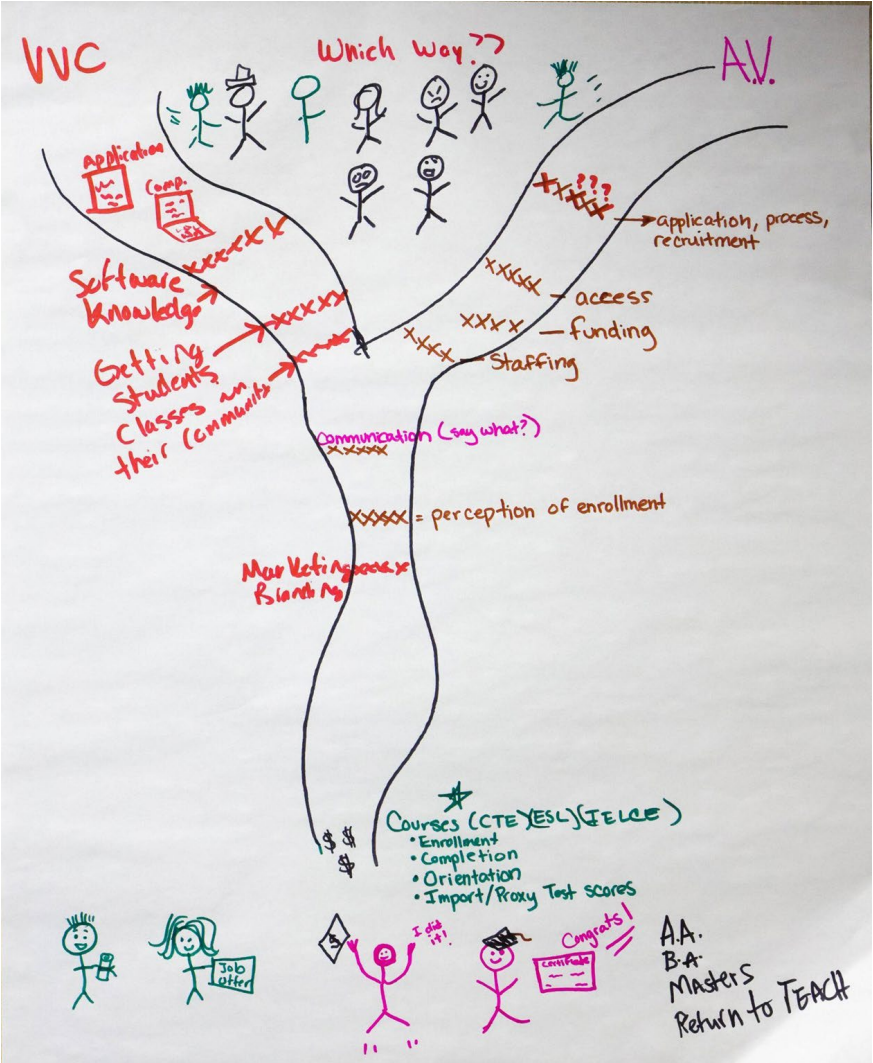 VVC
Which way??
A.V.
Application
Comp.
Software
Knowledge
Getting
Students
Classes in
their Community
???
application, process,
recruitment
access
funding
Staffing
Communication (say what?)
= perception of enrollment
Marketing
$ $
$
Courses (CTE)(ESL)(IELCE)
• Enrollment
• Completion
• Orientation
• Import/Proxy Test scores
Job
Offer
$
I did
it!
Congrats!
Certificate
A.A.
B.A.
Masters
Return to TEACH